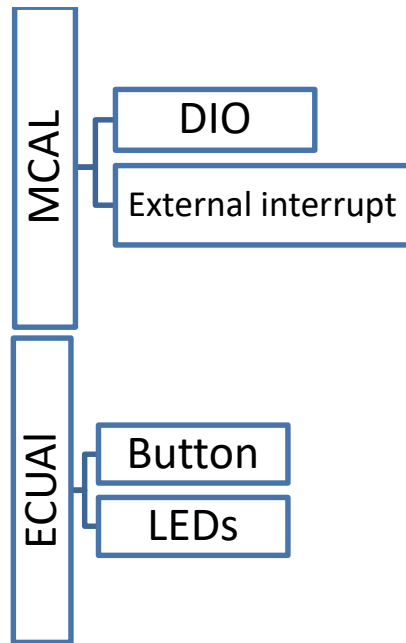 MCAL
DIO
External interrupt
ECUAl
Button
LEDs